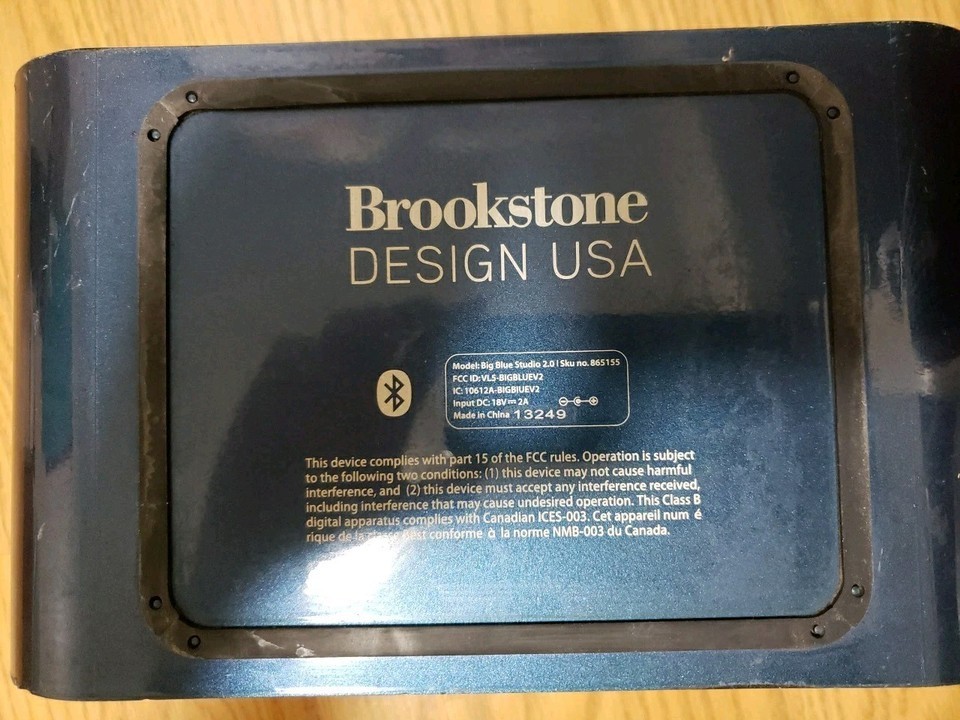 Brookstone
DESIGN USA
Model: Big Blue Studio 2.0 | Sku no. 865155
FCC ID: VLS-BIGBLUEV2
IC: 10612A-BIGBIUEV2
Input DC: 18V⎓2A
Made in China 13249
This device complies with part 15 of the FCC rules. Operation is subject
to the following two conditions: (1) this device may not cause harmful
interference, and (2) this device must accept any interference received,
including interference that may cause undesired operation. This Class B
digital apparatus complies with Canadian ICES-003. Cet appareil num é
rique de la classe Best conforme à la norme NMB-003 du Canada.